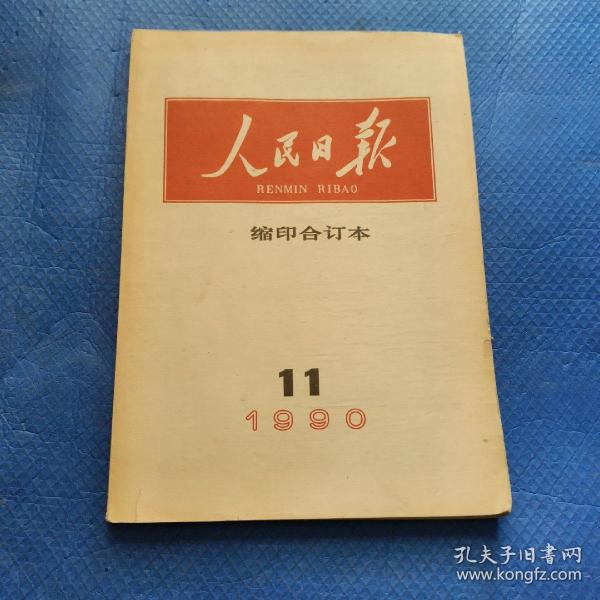 人民日报
RENMIN RIBAO
缩印合订本
11
1990
孔夫子旧书网
www.kongfz.com